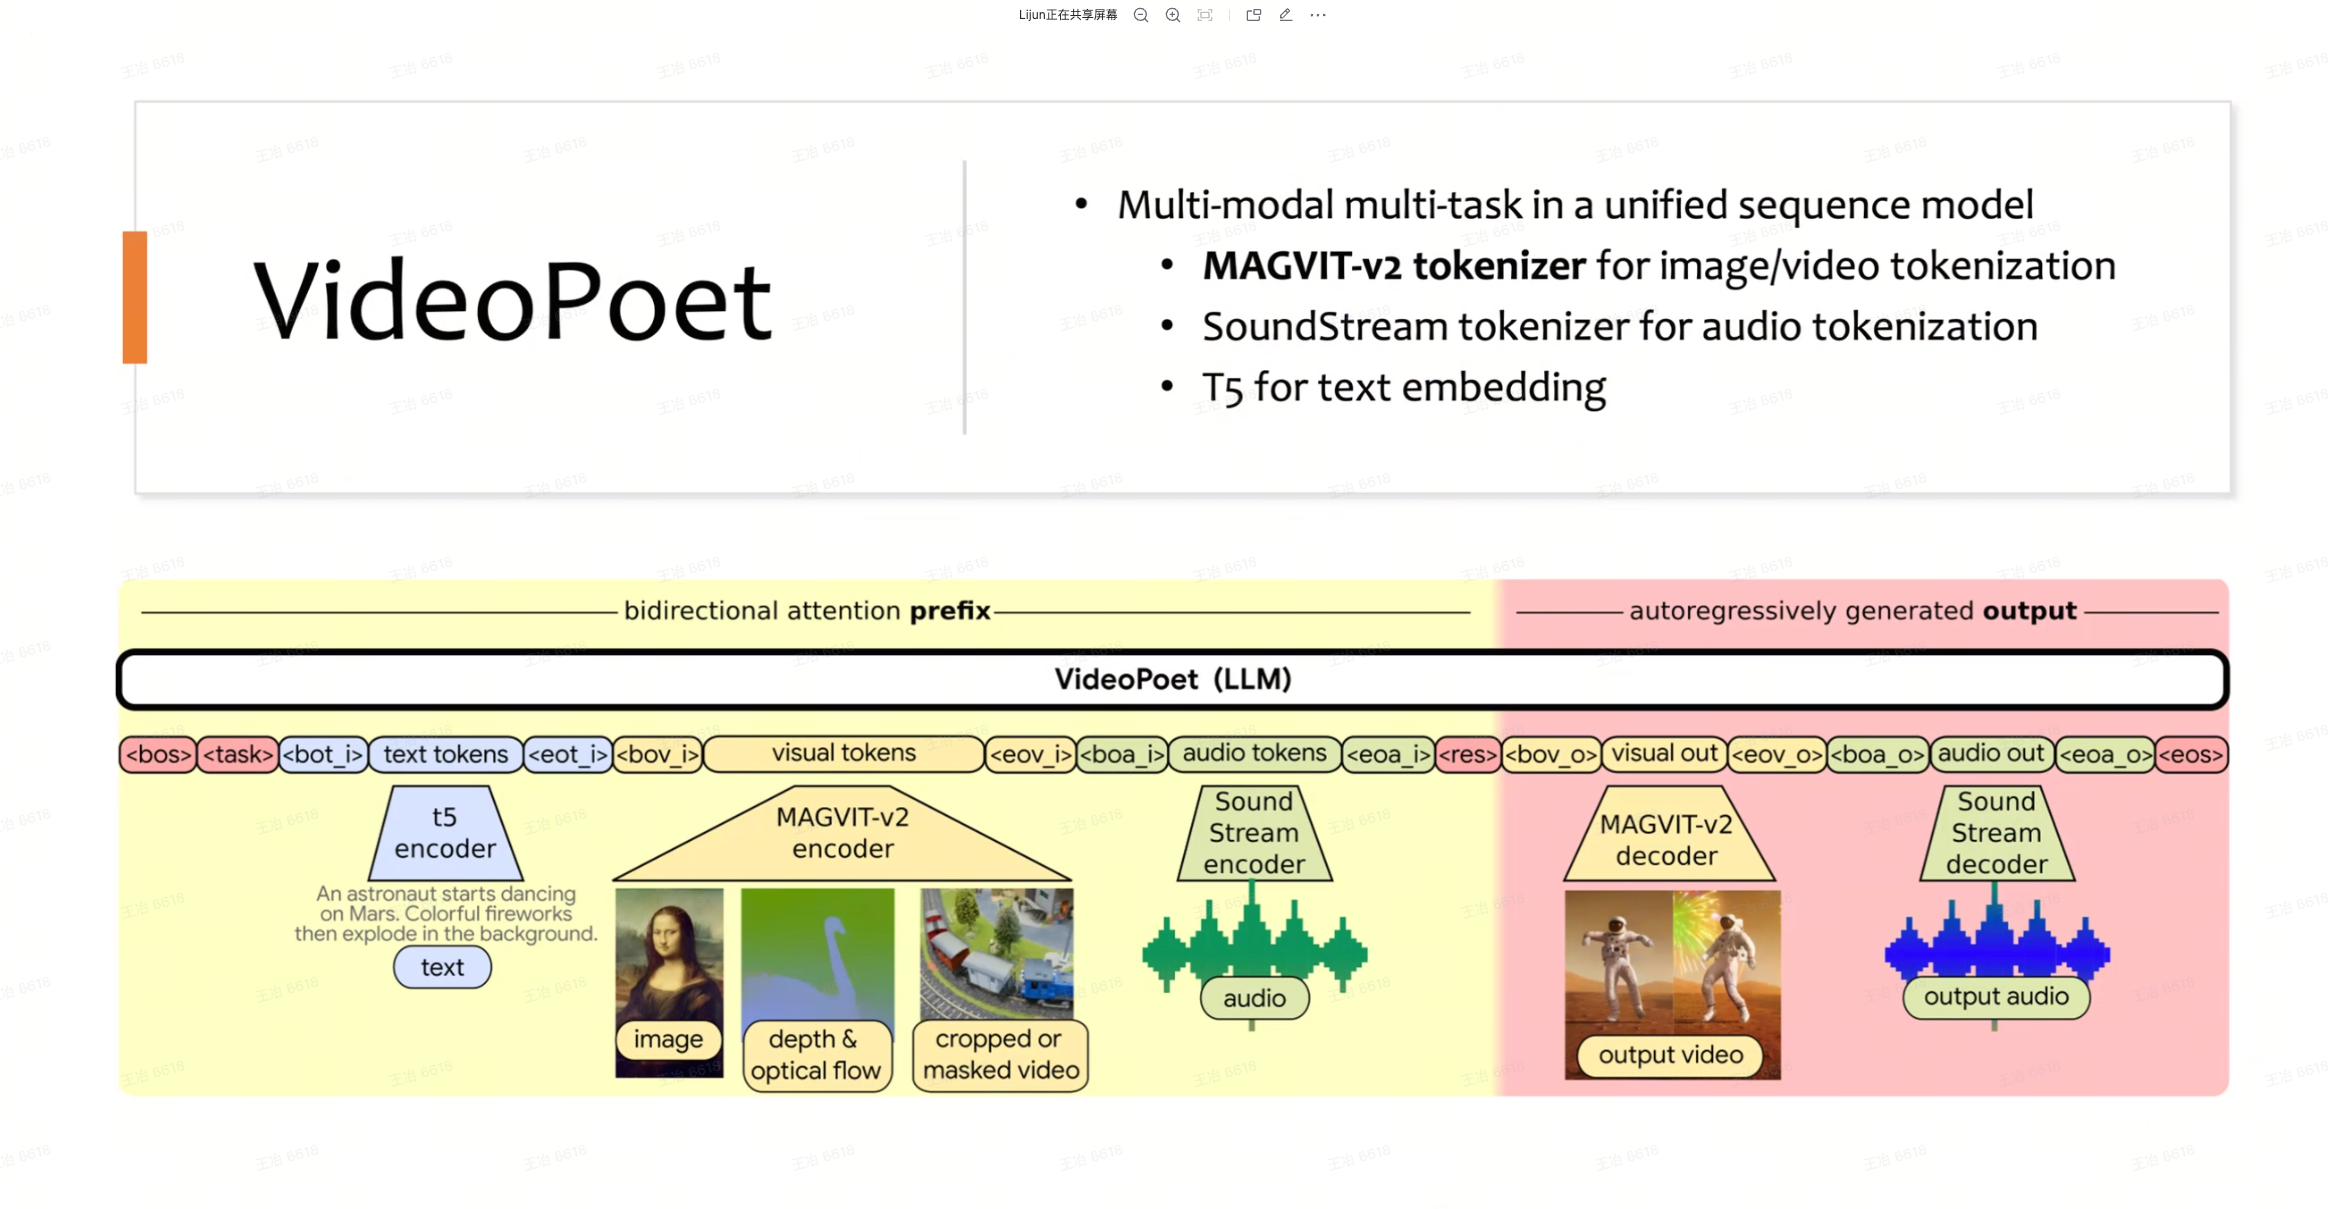 Lijun正在共享屏幕
VideoPoet
• Multi-modal multi-task in a unified sequence model
• MAGVIT-v2 tokenizer for image/video tokenization
• SoundStream tokenizer for audio tokenization
• T5 for text embedding
bidirectional attention prefix
autoregressively generated output
VideoPoet (LLM)
<bos> <task> <bot_i> text tokens <eot_i> <bov_i> visual tokens <eov_i> <boa_i> audio tokens <eoa_i> <res> <bov_o> visual out <eov_o> <boa_o> audio out <eoa_o> <eos>
t5
encoder
An astronaut starts dancing
on Mars. Colorful fireworks
then explode in the background.
text
MAGVIT-v2
encoder
image
depth &
optical flow
cropped or
masked video
Sound
Stream
encoder
audio
MAGVIT-v2
decoder
output video
Sound
Stream
decoder
output audio
王冶 6618